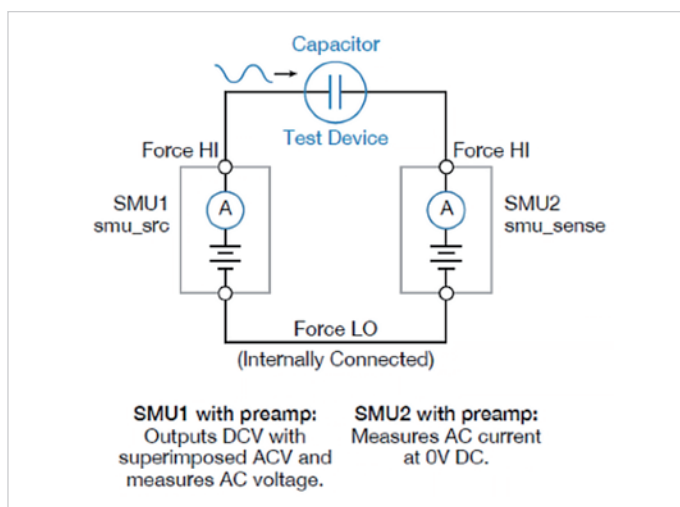 Capacitor
Test Device
Force HI
Force HI
SMU1
smu_src
A
A
SMU2
smu_sense
Force LO
(Internally Connected)
SMU1 with preamp:
Outputs DCV with
superimposed ACV and
measures AC voltage.
SMU2 with preamp:
Measures AC current
at 0V DC.